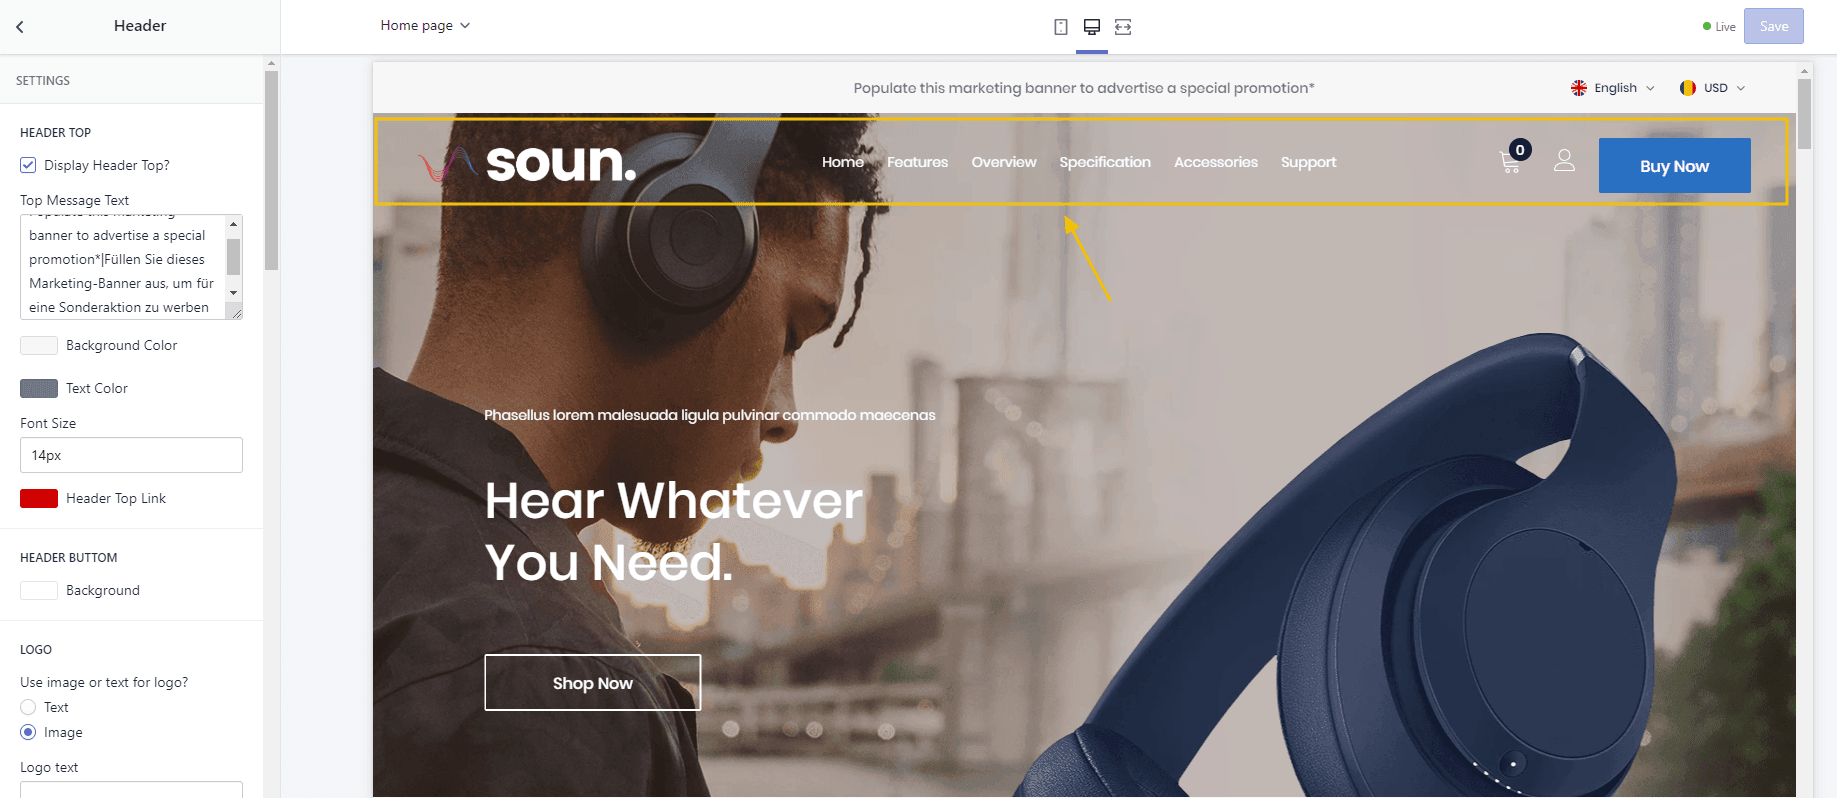 Header
Home page
Live
Save
SETTINGS
HEADER TOP
Display Header Top?
Top Message Text
banner to advertise a special
promotion*|Füllen Sie dieses
Marketing-Banner aus, um für
eine Sonderaktion zu werben
Background Color
Text Color
Font Size
14px
Header Top Link
HEADER BUTTOM
Background
LOGO
Use image or text for logo?
Text
Image
Logo text
Populate this marketing banner to advertise a special promotion*
English
USD
soun.
Home Features Overview Specification Accessories Support
0
Buy Now
Phasellus lorem malesuada ligula pulvinar commodo maecenas
Hear Whatever
You Need.
Shop Now